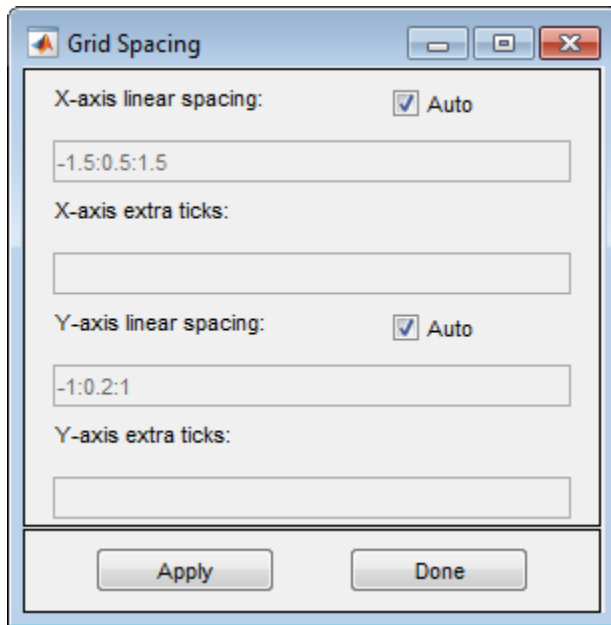 Grid Spacing
X-axis linear spacing:
Auto
-1.5:0.5:1.5
X-axis extra ticks:
Y-axis linear spacing:
Auto
-1:0.2:1
Y-axis extra ticks:
Apply
Done